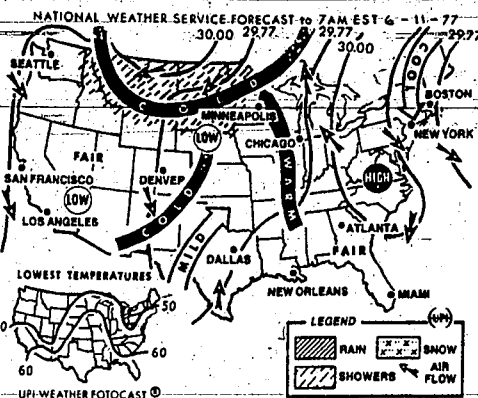 NATIONAL WEATHER SERVICE FORECAST to 7AM EST 6-11-77
30.00 29.77 29.77 30.00 29.77
SEATTLE
COLD
COOL
BOSTON
MINNEAPOLIS
NEW YORK
LOW
CHICAGO
FAIR
WARM
SAN FRANCISCO
DENVER
HIGH
LOW
LOS ANGELES
COLD
MILD
ATLANTA
DALLAS
FAIR
LOWEST TEMPERATURES
NEW ORLEANS
MIAMI
50
LEGEND
UPI
RAIN
SNOW
SHOWERS
AIR FLOW
60
60
UPI WEATHER FOTOCAST ®